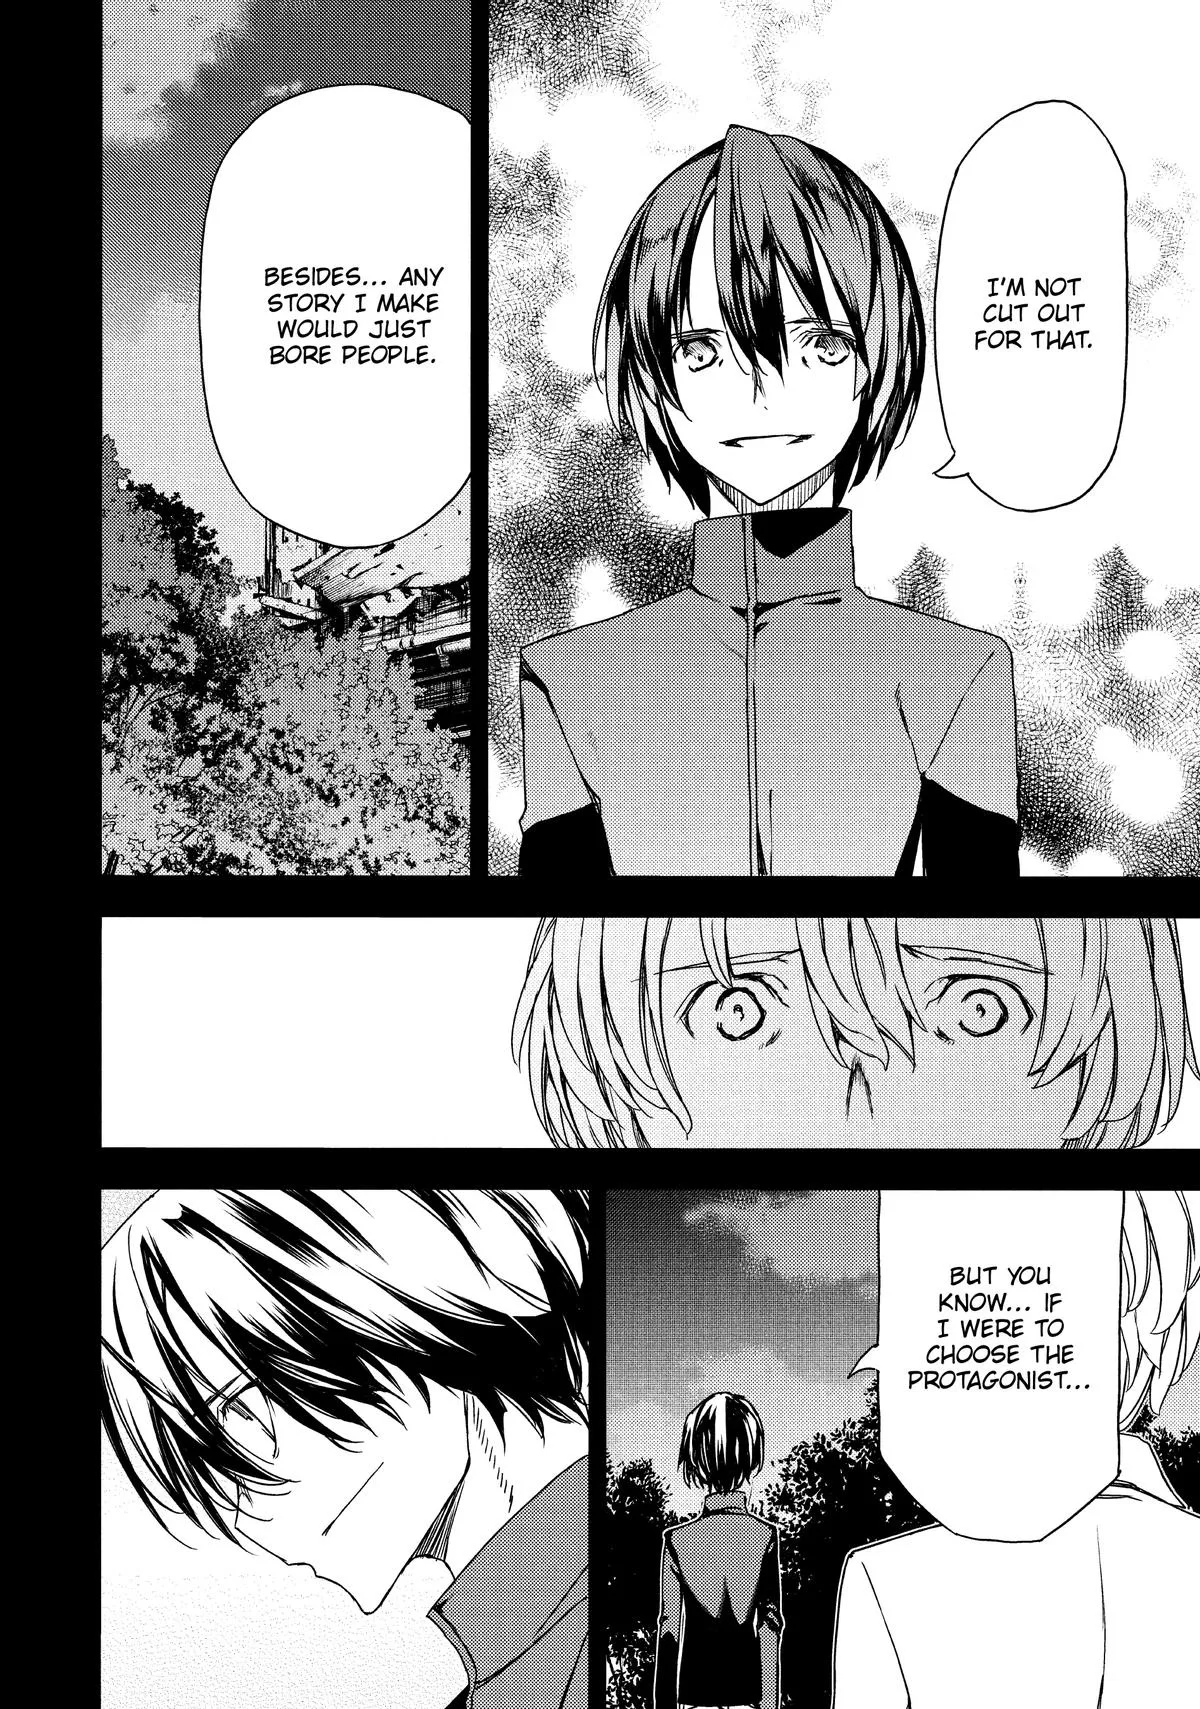 I'M NOT
CUT OUT
FOR THAT.
BESIDES... ANY
STORY I MAKE
WOULD JUST
BORE PEOPLE.
BUT YOU
KNOW... IF
I WERE TO
CHOOSE THE
PROTAGONIST...